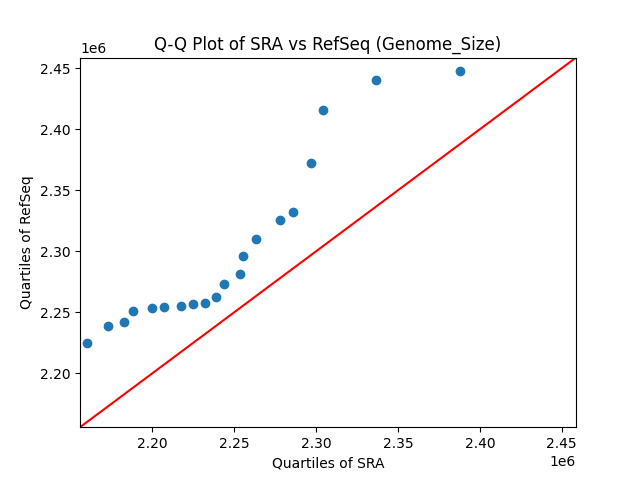 Q-Q Plot of SRA vs RefSeq (Genome_Size)
1e6
2.45
2.40
2.35
2.30
2.25
2.20
Quartiles of RefSeq
2.20 2.25 2.30 2.35 2.40 2.45
1e6
Quartiles of SRA